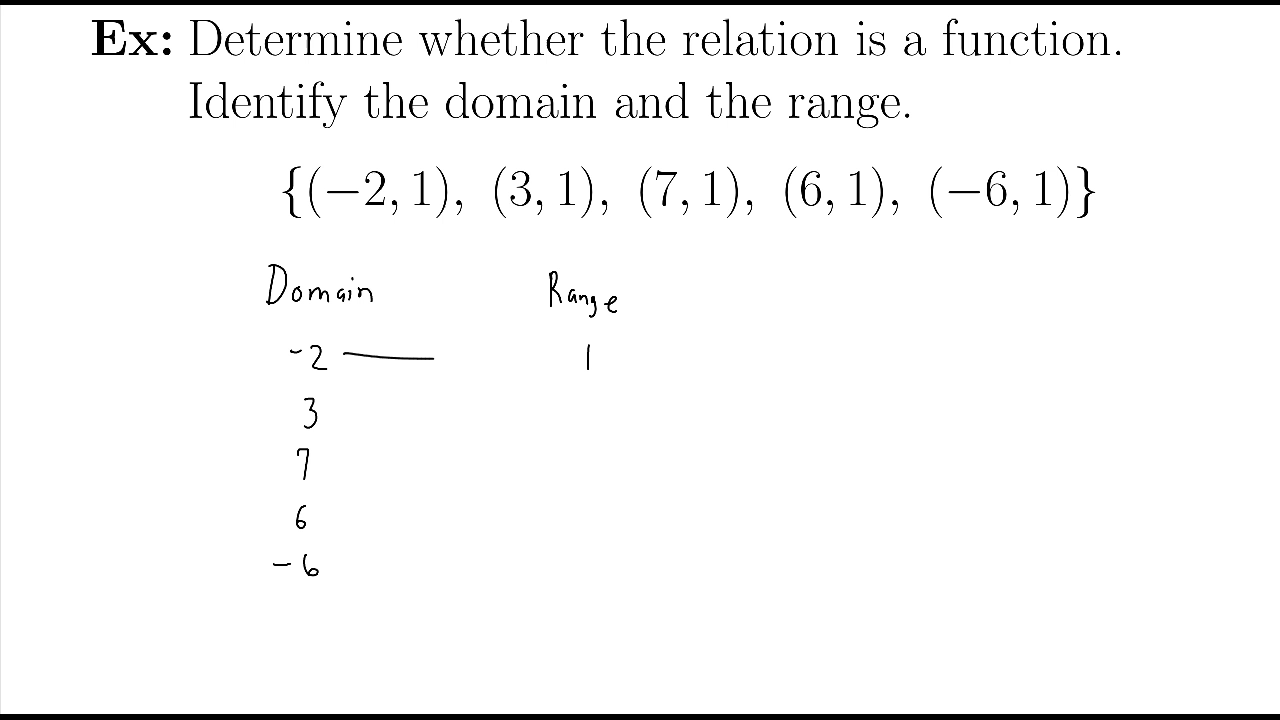 Ex: Determine whether the relation is a function.
Identify the domain and the range.
{(−2, 1), (3, 1), (7, 1), (6, 1), (−6, 1)}
Domain Range
-2 1
3
7
6
-6